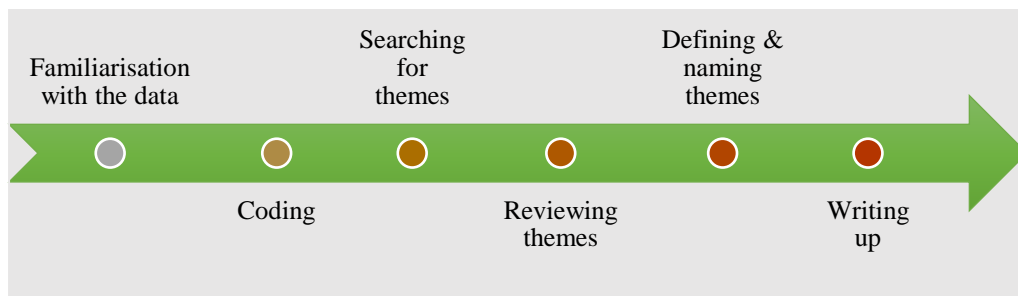 Familiarisation
with the data
Coding
Searching
for
themes
Reviewing
themes
Defining &
naming
themes
Writing
up